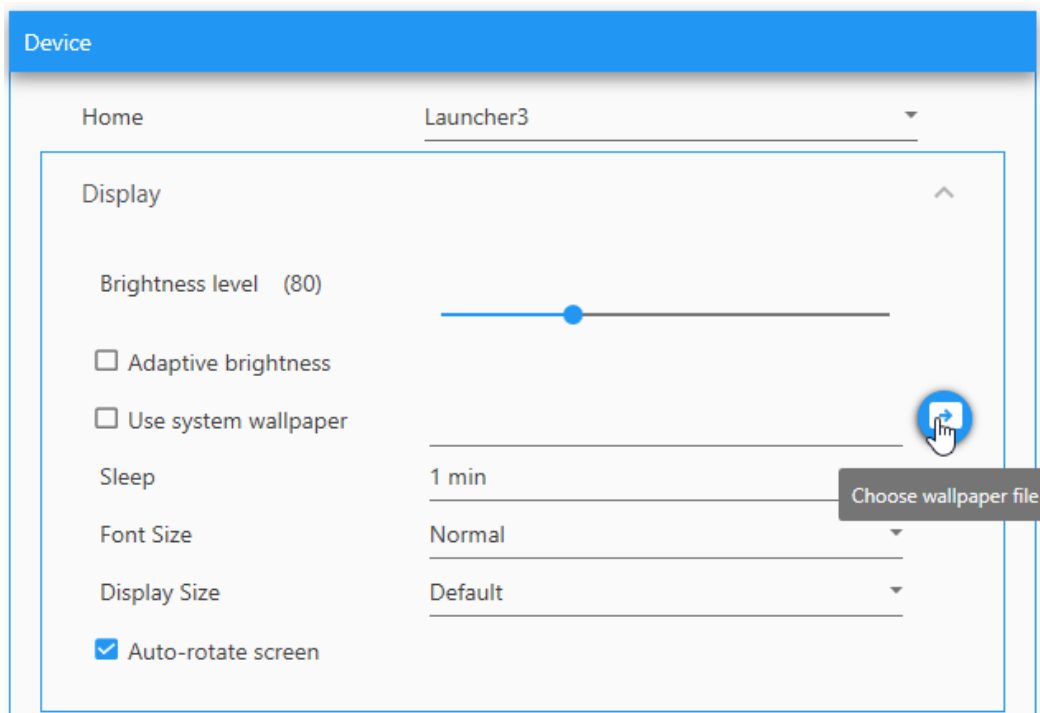 Device
Home Launcher3
Display
Brightness level (80)
Adaptive brightness
Use system wallpaper
Sleep 1 min
Choose wallpaper file
Font Size Normal
Display Size Default
Auto-rotate screen